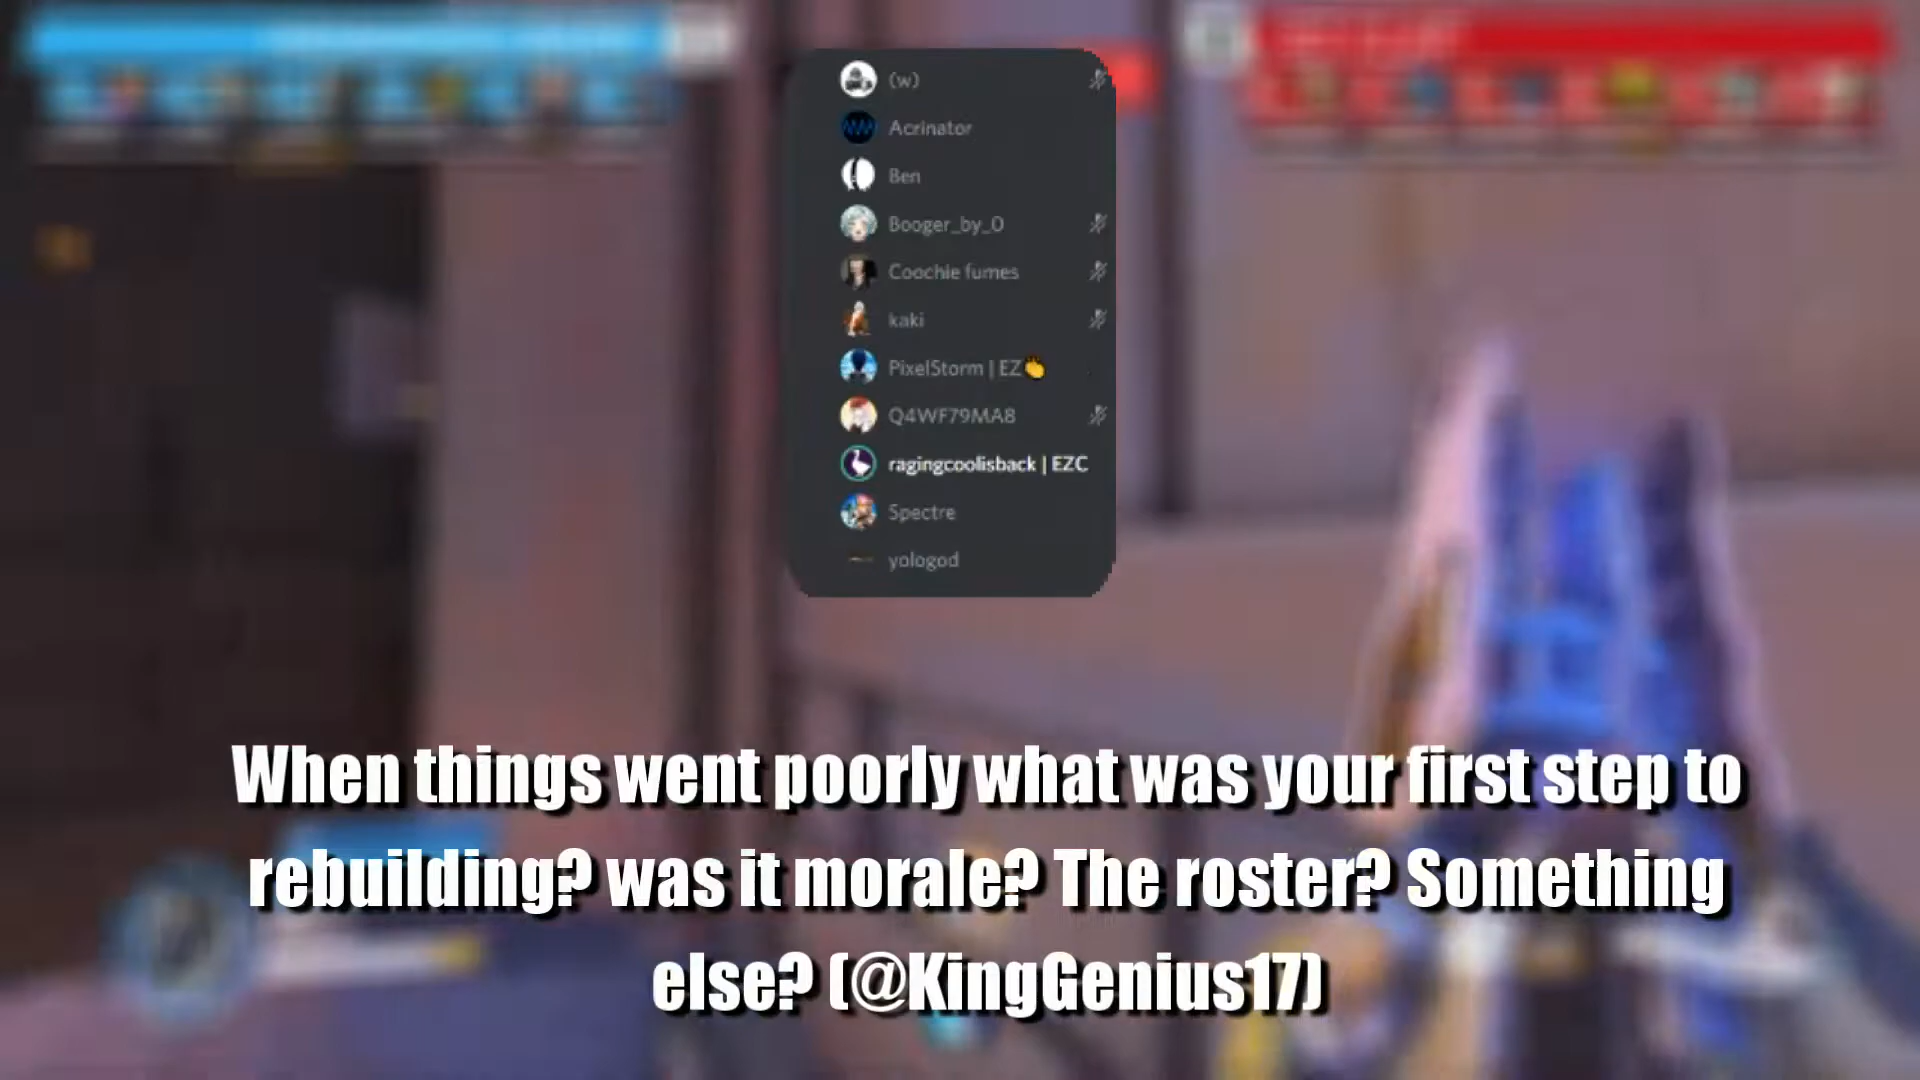 (w)
Acrinator
Ben
Booger_by_O
Coochie fumes
kaki
PixelStorm | EZ👏
Q4WF79MA8
ragingcoolisback | EZC
Spectre
yologod
When things went poorly what was your first step to
rebuilding? was it morale? The roster? Something
else? (@KingGenius17)